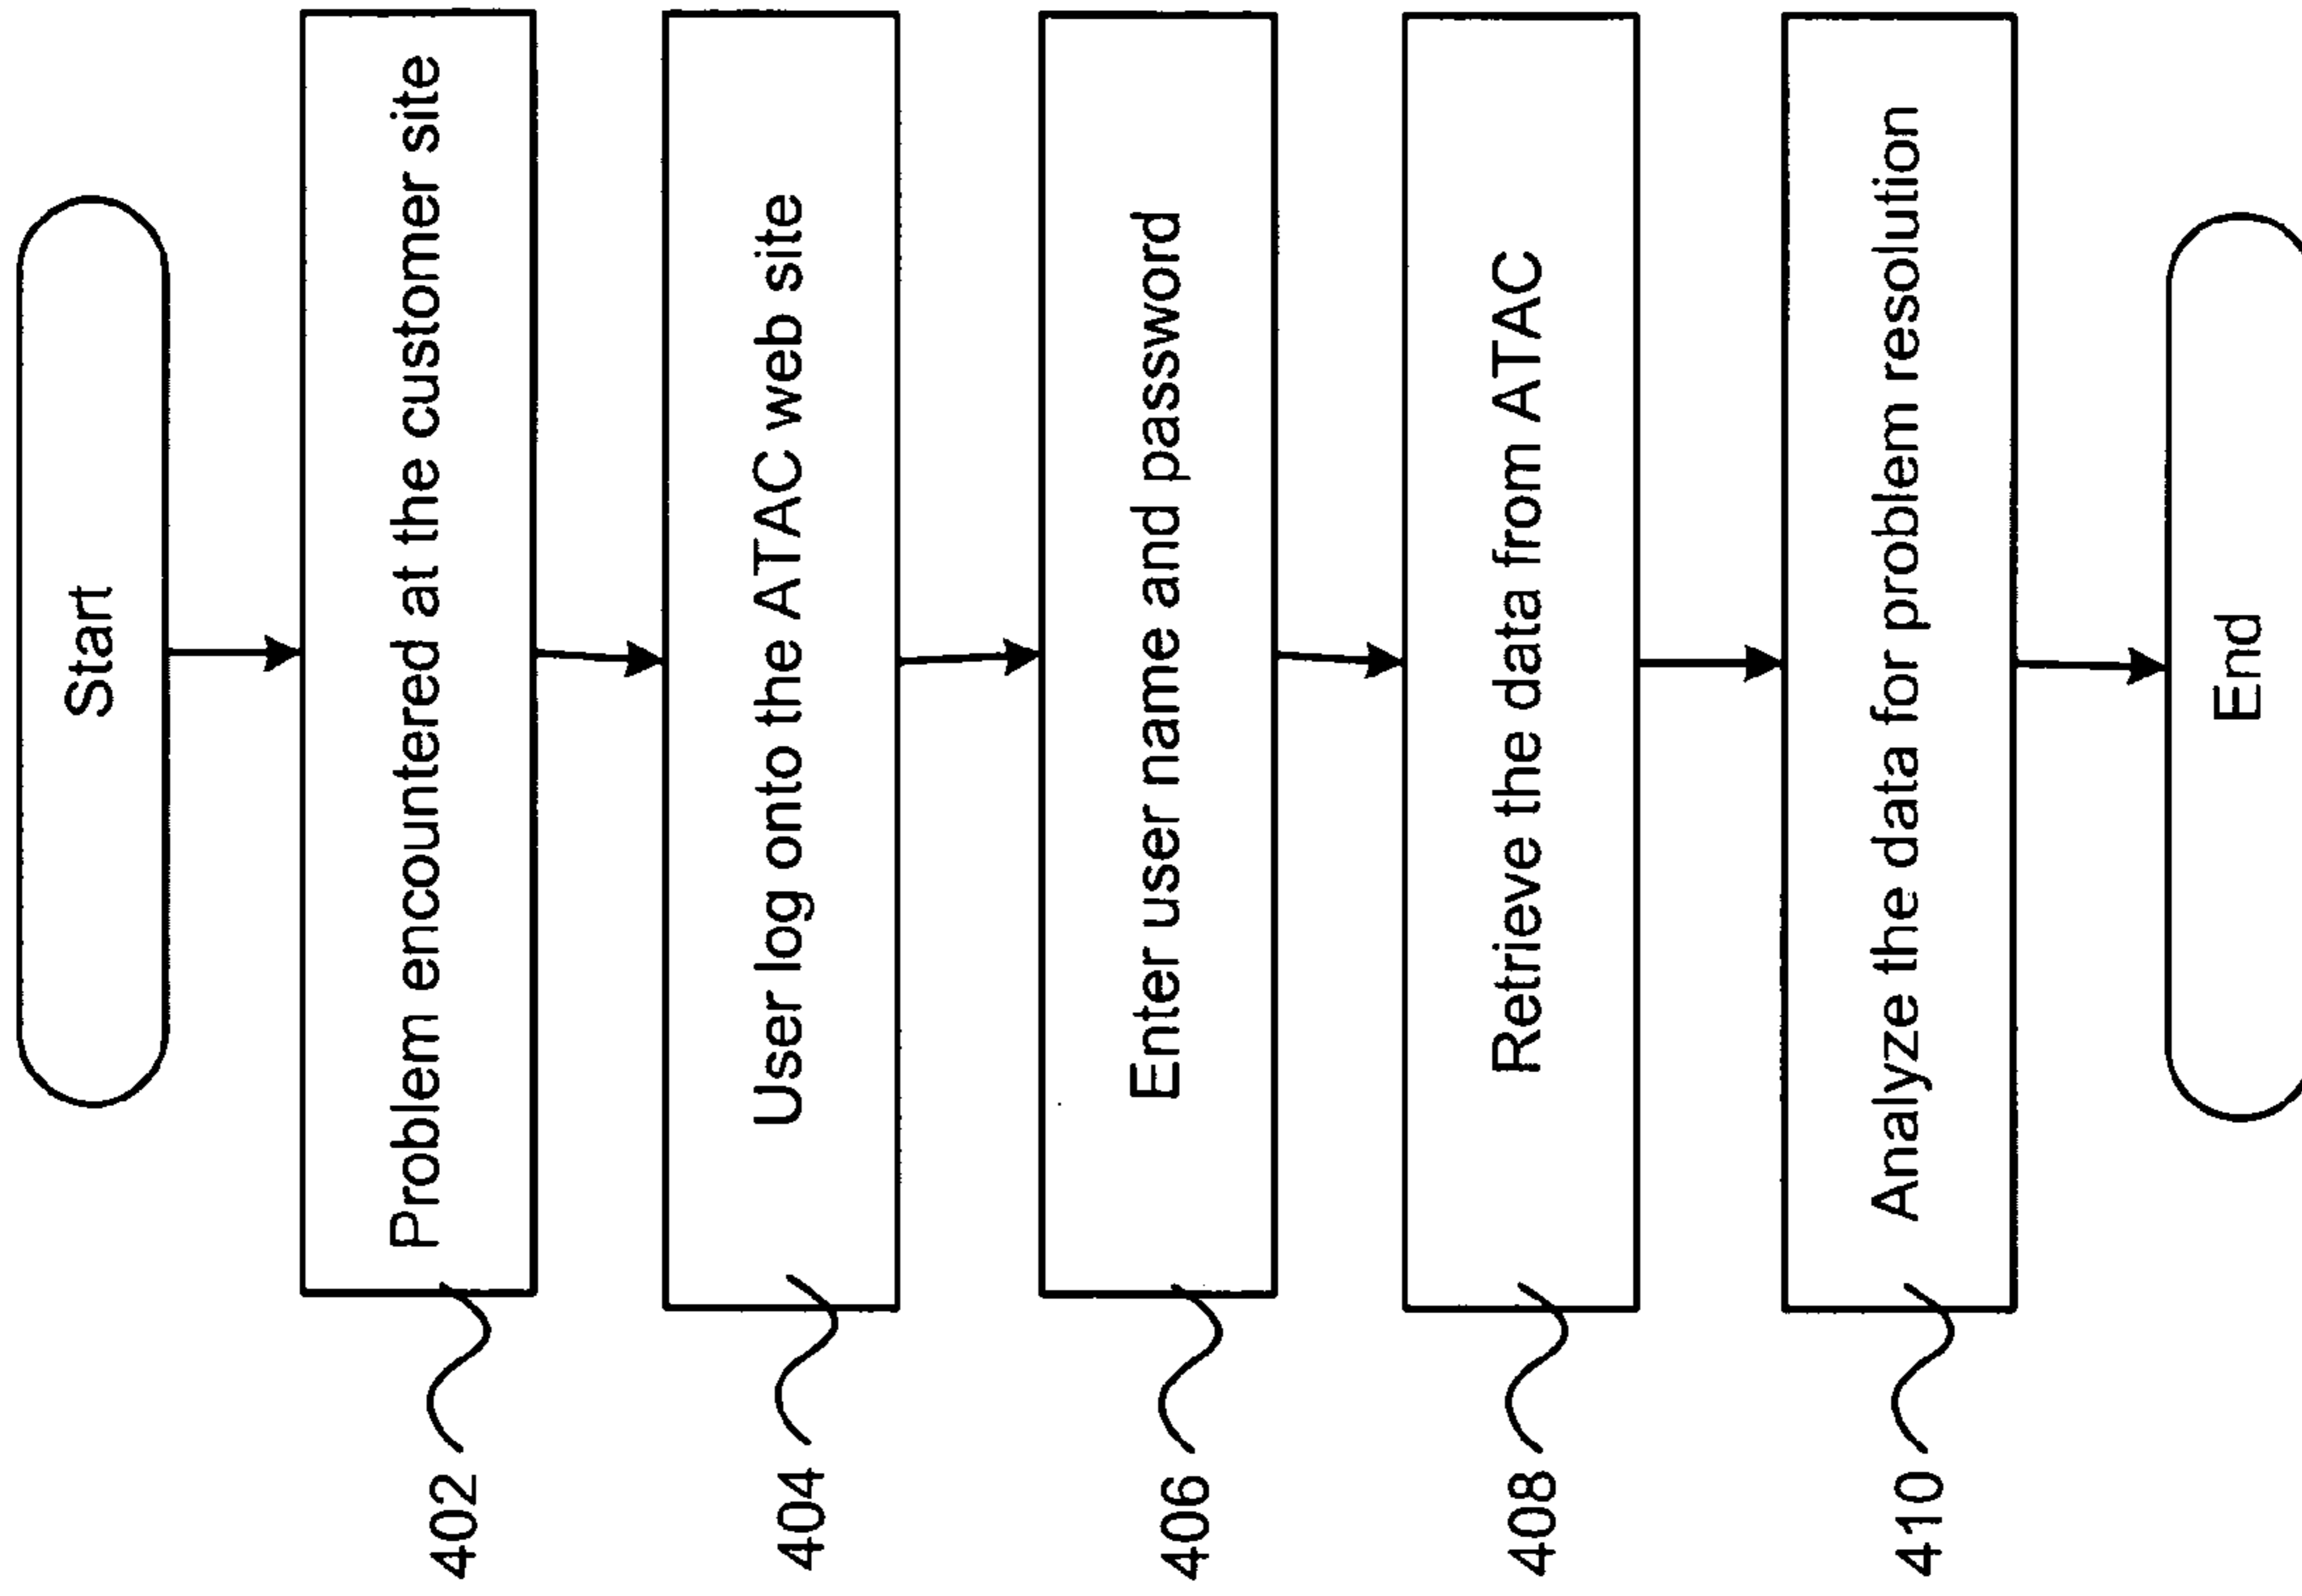 Start
402
Problem encountered at the customer site
404
User log onto the ATAC web site
406
Enter user name and password
408
Retrieve the data from ATAC
410
Analyze the data for problem resolution
End